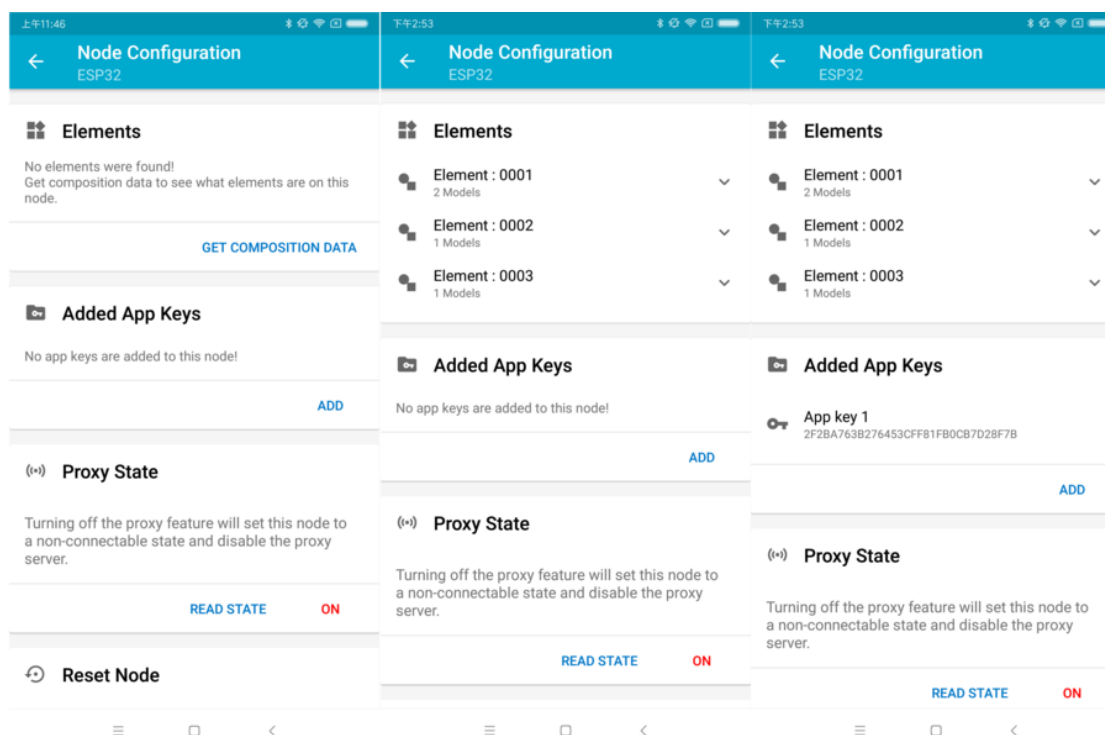 上午11:46
Node Configuration
ESP32
Elements
No elements were found!
Get composition data to see what elements are on this
node.
GET COMPOSITION DATA
Added App Keys
No app keys are added to this node!
ADD
Proxy State
Turning off the proxy feature will set this node to
a non-connectable state and disable the proxy
server.
READ STATE
ON
Reset Node
下午2:53
Node Configuration
ESP32
Elements
Element : 0001
2 Models
Element : 0002
1 Models
Element : 0003
1 Models
Added App Keys
No app keys are added to this node!
ADD
Proxy State
Turning off the proxy feature will set this node to
a non-connectable state and disable the proxy
server.
READ STATE
ON
下午2:53
Node Configuration
ESP32
Elements
Element : 0001
2 Models
Element : 0002
1 Models
Element : 0003
1 Models
Added App Keys
App key 1
2F2BA763B276453CFF81FB0CB7D28F7B
ADD
Proxy State
Turning off the proxy feature will set this node to
a non-connectable state and disable the proxy
server.
READ STATE
ON